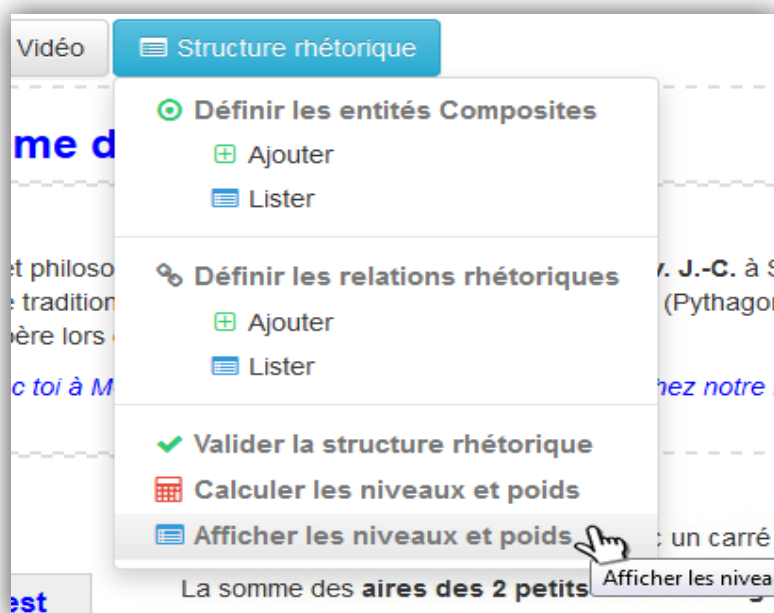 Vidéo Structure rhétorique
Définir les entités Composites
me d
Ajouter
Lister
et philoso v. J.-C. à S
Définir les relations rhétoriques
tradition (Pythagor
Ajouter
père lors
Lister
c toi à M hez notre
Valider la structure rhétorique
Calculer les niveaux et poids
Afficher les niveaux et poids
un carré
Afficher les nivea
La somme des aires des 2 petits
est